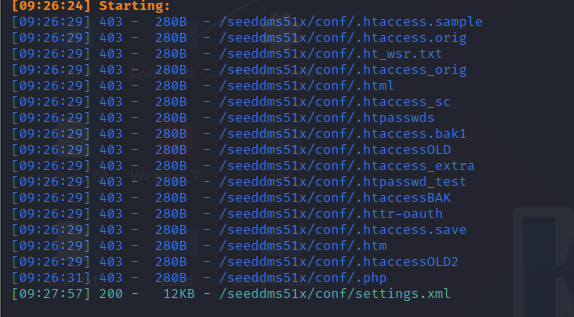 [09:26:24] Starting:
[09:26:29] 403 -   280B  - /seeddms51x/conf/.htaccess.sample
[09:26:29] 403 -   280B  - /seeddms51x/conf/.htaccess.orig
[09:26:29] 403 -   280B  - /seeddms51x/conf/.ht_wsr.txt
[09:26:29] 403 -   280B  - /seeddms51x/conf/.htaccess_orig
[09:26:29] 403 -   280B  - /seeddms51x/conf/.html
[09:26:29] 403 -   280B  - /seeddms51x/conf/.htaccess_sc
[09:26:29] 403 -   280B  - /seeddms51x/conf/.htpasswds
[09:26:29] 403 -   280B  - /seeddms51x/conf/.htaccess.bak1
[09:26:29] 403 -   280B  - /seeddms51x/conf/.htaccessOLD
[09:26:29] 403 -   280B  - /seeddms51x/conf/.htaccess_extra
[09:26:29] 403 -   280B  - /seeddms51x/conf/.htpasswd_test
[09:26:29] 403 -   280B  - /seeddms51x/conf/.htaccessBAK
[09:26:29] 403 -   280B  - /seeddms51x/conf/.httr-oauth
[09:26:29] 403 -   280B  - /seeddms51x/conf/.htaccess.save
[09:26:29] 403 -   280B  - /seeddms51x/conf/.htm
[09:26:29] 403 -   280B  - /seeddms51x/conf/.htaccessOLD2
[09:26:31] 403 -   280B  - /seeddms51x/conf/.php
[09:27:57] 200 -    12KB - /seeddms51x/conf/settings.xml